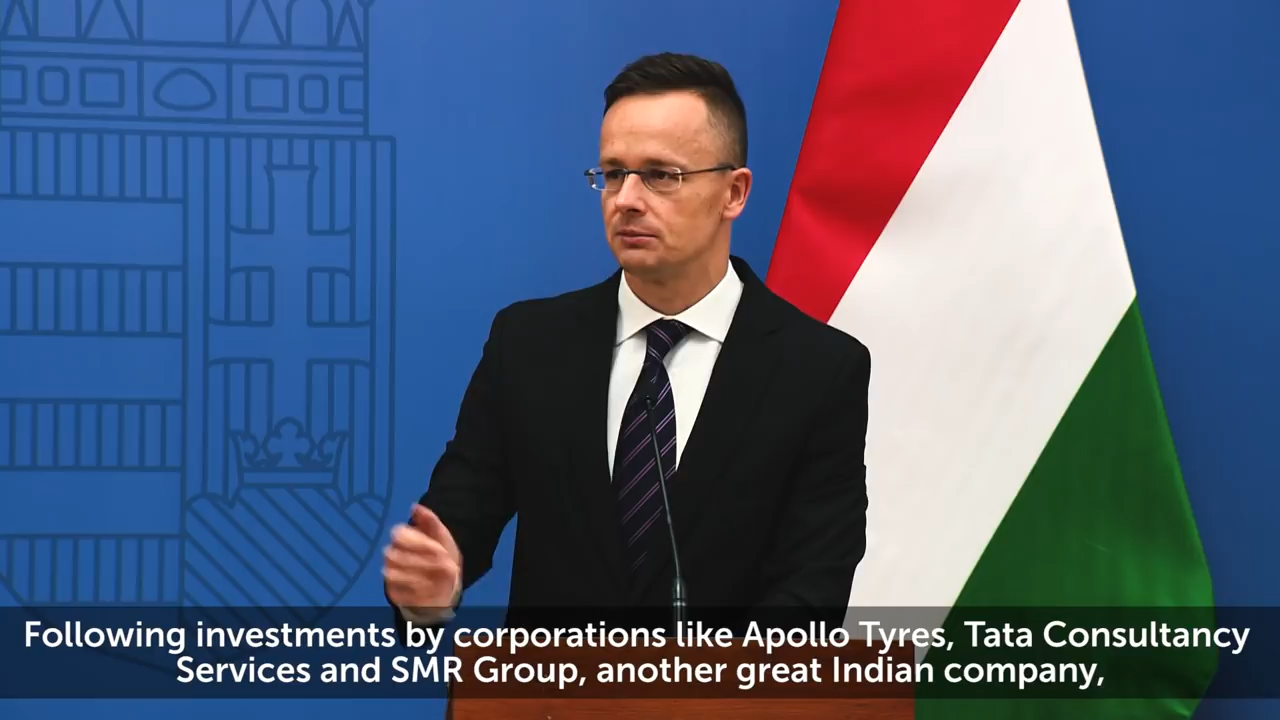 Following investments by corporations like Apollo Tyres, Tata Consultancy
Services and SMR Group, another great Indian company,